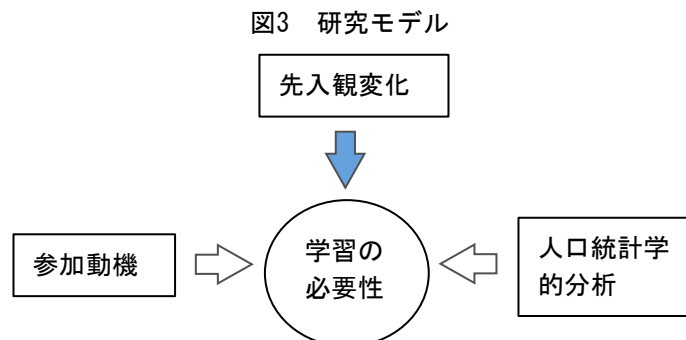 図3　研究モデル
先入観変化
参加動機
学習の
必要性
人口統計学
的分析